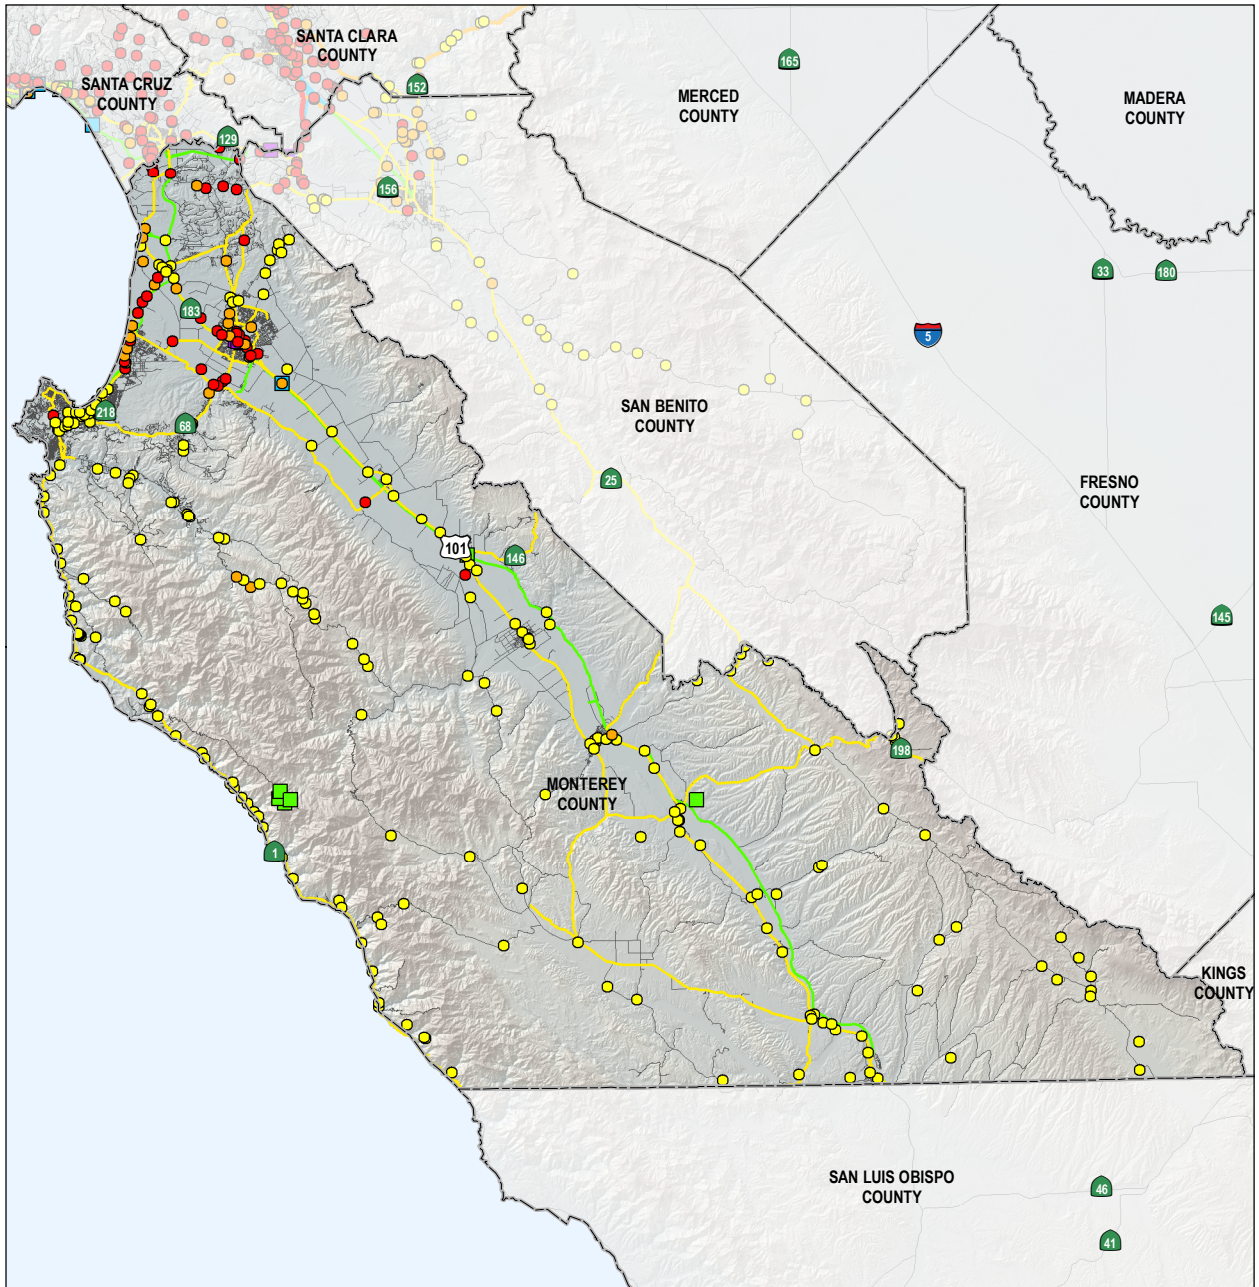 SANTA CLARA
COUNTY
165
152
SANTA CRUZ
COUNTY
MERCED
COUNTY
MADERA
COUNTY
129
156
33
180
183
5
218
68
SAN BENITO
COUNTY
25
FRESNO
COUNTY
101
146
145
198
MONTEREY
COUNTY
1
KINGS
COUNTY
SAN LUIS OBISPO
COUNTY
46
41